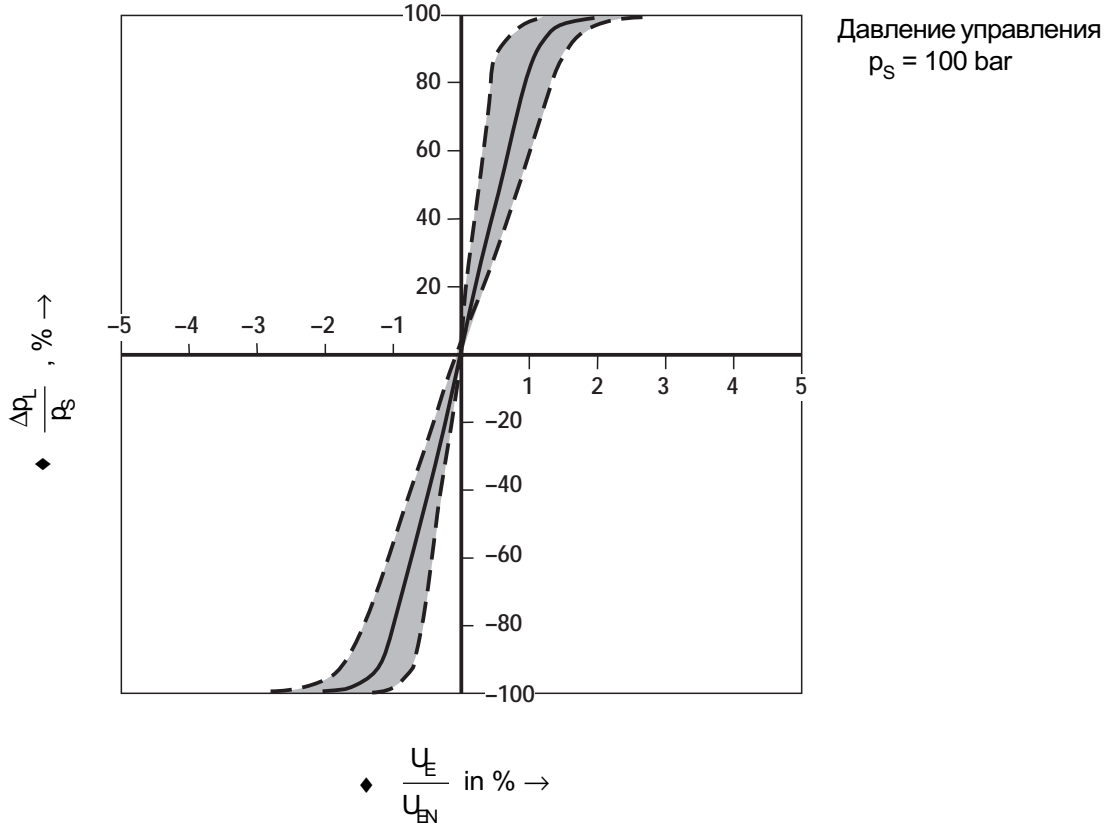 100
Давление управления
p_S = 100 bar
80
60
40
20
–5 –4 –3 –2 –1
1 2 3 4 5
–20
–40
–60
–80
–100
Δp_L
p_S
, % →
♦
♦ U_E
U_EN
in % →